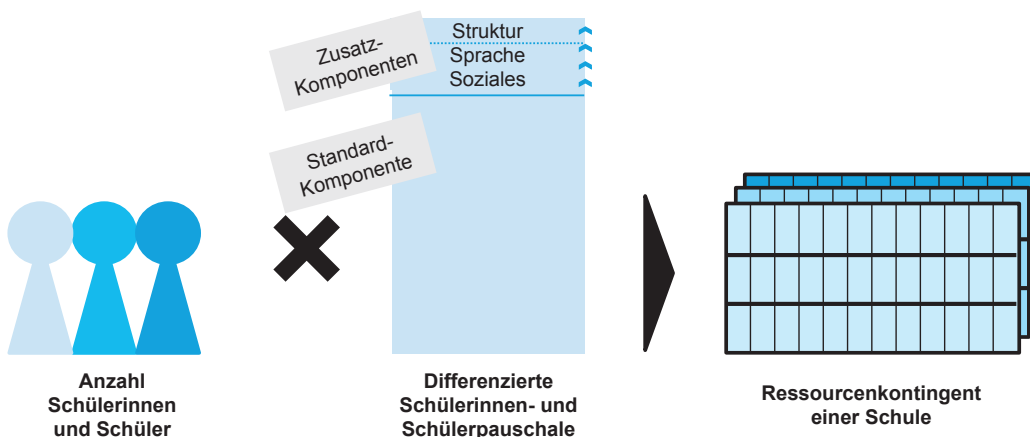 Zusatz-
Komponenten
Struktur
Sprache
Soziales
Standard-
Komponente
Anzahl
Schülerinnen
und Schüler
Differenzierte
Schülerinnen- und
Schülerpauschale
Ressourcenkontingent
einer Schule